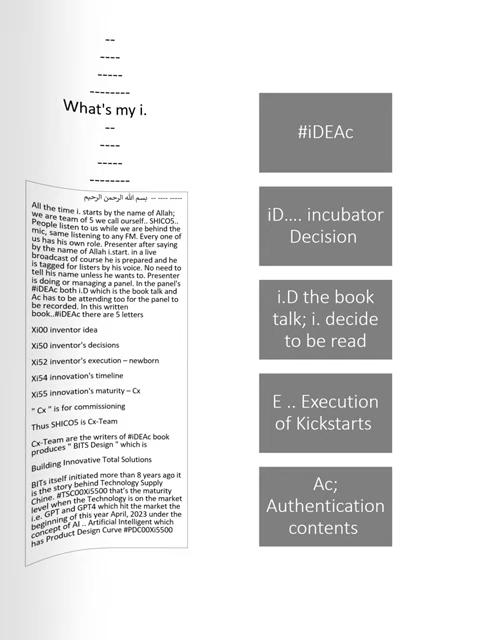 --
----
-----
--------
What's my i.
--
----
-----
--------
بسم الله الرحمن الرحيم -- ---- -----
All the time i. starts by the name of Allah;
we are team of 5 we call ourself.. SHICO5..
People listen to us while we are behind the
mic, same listening to any FM. Every one of
us has his own role. Presenter after saying
by the name of Allah i.start. in a live
broadcast of course he is prepared and he
is tagged for listers by his voice. No need to
tell his name unless he wants to. Presenter
is doing or managing a panel. In the panel's
#iDEAc both i.D which is the book talk and
Ac has to be attending too for the panel to
be recorded. In this written
book..#iDEAc there are 5 letters
Xi00 inventor idea
Xi50 inventor's decisions
Xi52 inventor's execution – newborn
Xi54 innovation's timeline
Xi55 innovation's maturity – Cx
" Cx " is for commissioning
Thus SHICO5 is Cx-Team
Cx-Team are the writers of #iDEAc book
produces " BITS Design " which is
Building Innovative Total Solutions
BITs itself initiated more than 8 years ago it
is the story behind Technology Supply
Chine. #TSC00Xi5500 that's the maturity
level when the Technology is on the market
i.e. GPT and GPT4 which hit the market the
beginning of this year April, 2023 under the
concept of AI .. Artificial Intelligent which
has Product Design Curve #PDC00Xi5500
#iDEAc
iD.... incubator
Decision
i.D the book
talk; i. decide
to be read
E .. Execution
of Kickstarts
Ac;
Authentication
contents